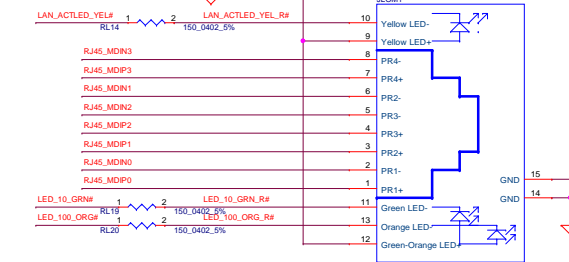 LAN_ACTLED_YEL# 1 2 LAN_ACTLED_YEL_R# 10 Yellow LED-
RL14 150_0402_5%
9 Yellow LED+
RJ45_MDIN3 8 PR4-
RJ45_MDIP3 7 PR4+
RJ45_MDIN1 6 PR2-
RJ45_MDIN2 5 PR3-
RJ45_MDIP2 4 PR3+
RJ45_MDIP1 3 PR2+
RJ45_MDIN0 2 PR1-
GND 15
RJ45_MDIP0 1 PR1+
GND 14
LED_10_GRN# 1 2 LED_10_GRN_R# 11 Green LED-
RL19 150_0402_5%
LED_100_ORG# 1 2 LED_100_ORG_R# 13 Orange LED-
RL20 150_0402_5%
12 Green-Orange LED+